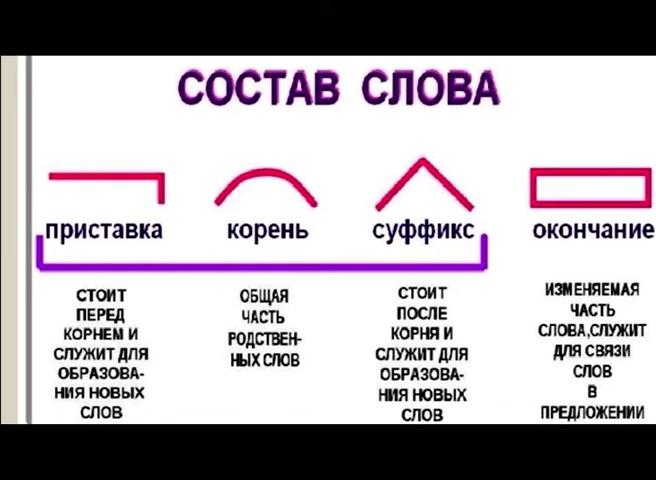 СОСТАВ СЛОВА
приставка
корень
суффикс
окончание
СТОИТ
ПЕРЕД
КОРНЕМ И
СЛУЖИТ ДЛЯ
ОБРАЗОВА-
НИЯ НОВЫХ
СЛОВ
ОБЩАЯ
ЧАСТЬ
РОДСТВЕН-
НЫХ СЛОВ
СТОИТ
ПОСЛЕ
КОРНЯ И
СЛУЖИТ ДЛЯ
ОБРАЗОВА-
НИЯ НОВЫХ
СЛОВ
ИЗМЕНЯЕМАЯ
ЧАСТЬ
СЛОВА,СЛУЖИТ
ДЛЯ СВЯЗИ
СЛОВ
В
ПРЕДЛОЖЕНИИ